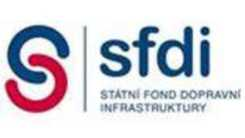 sfdi
STÁTNÍ FOND DOPRAVNÍ
INFRASTRUKTURY